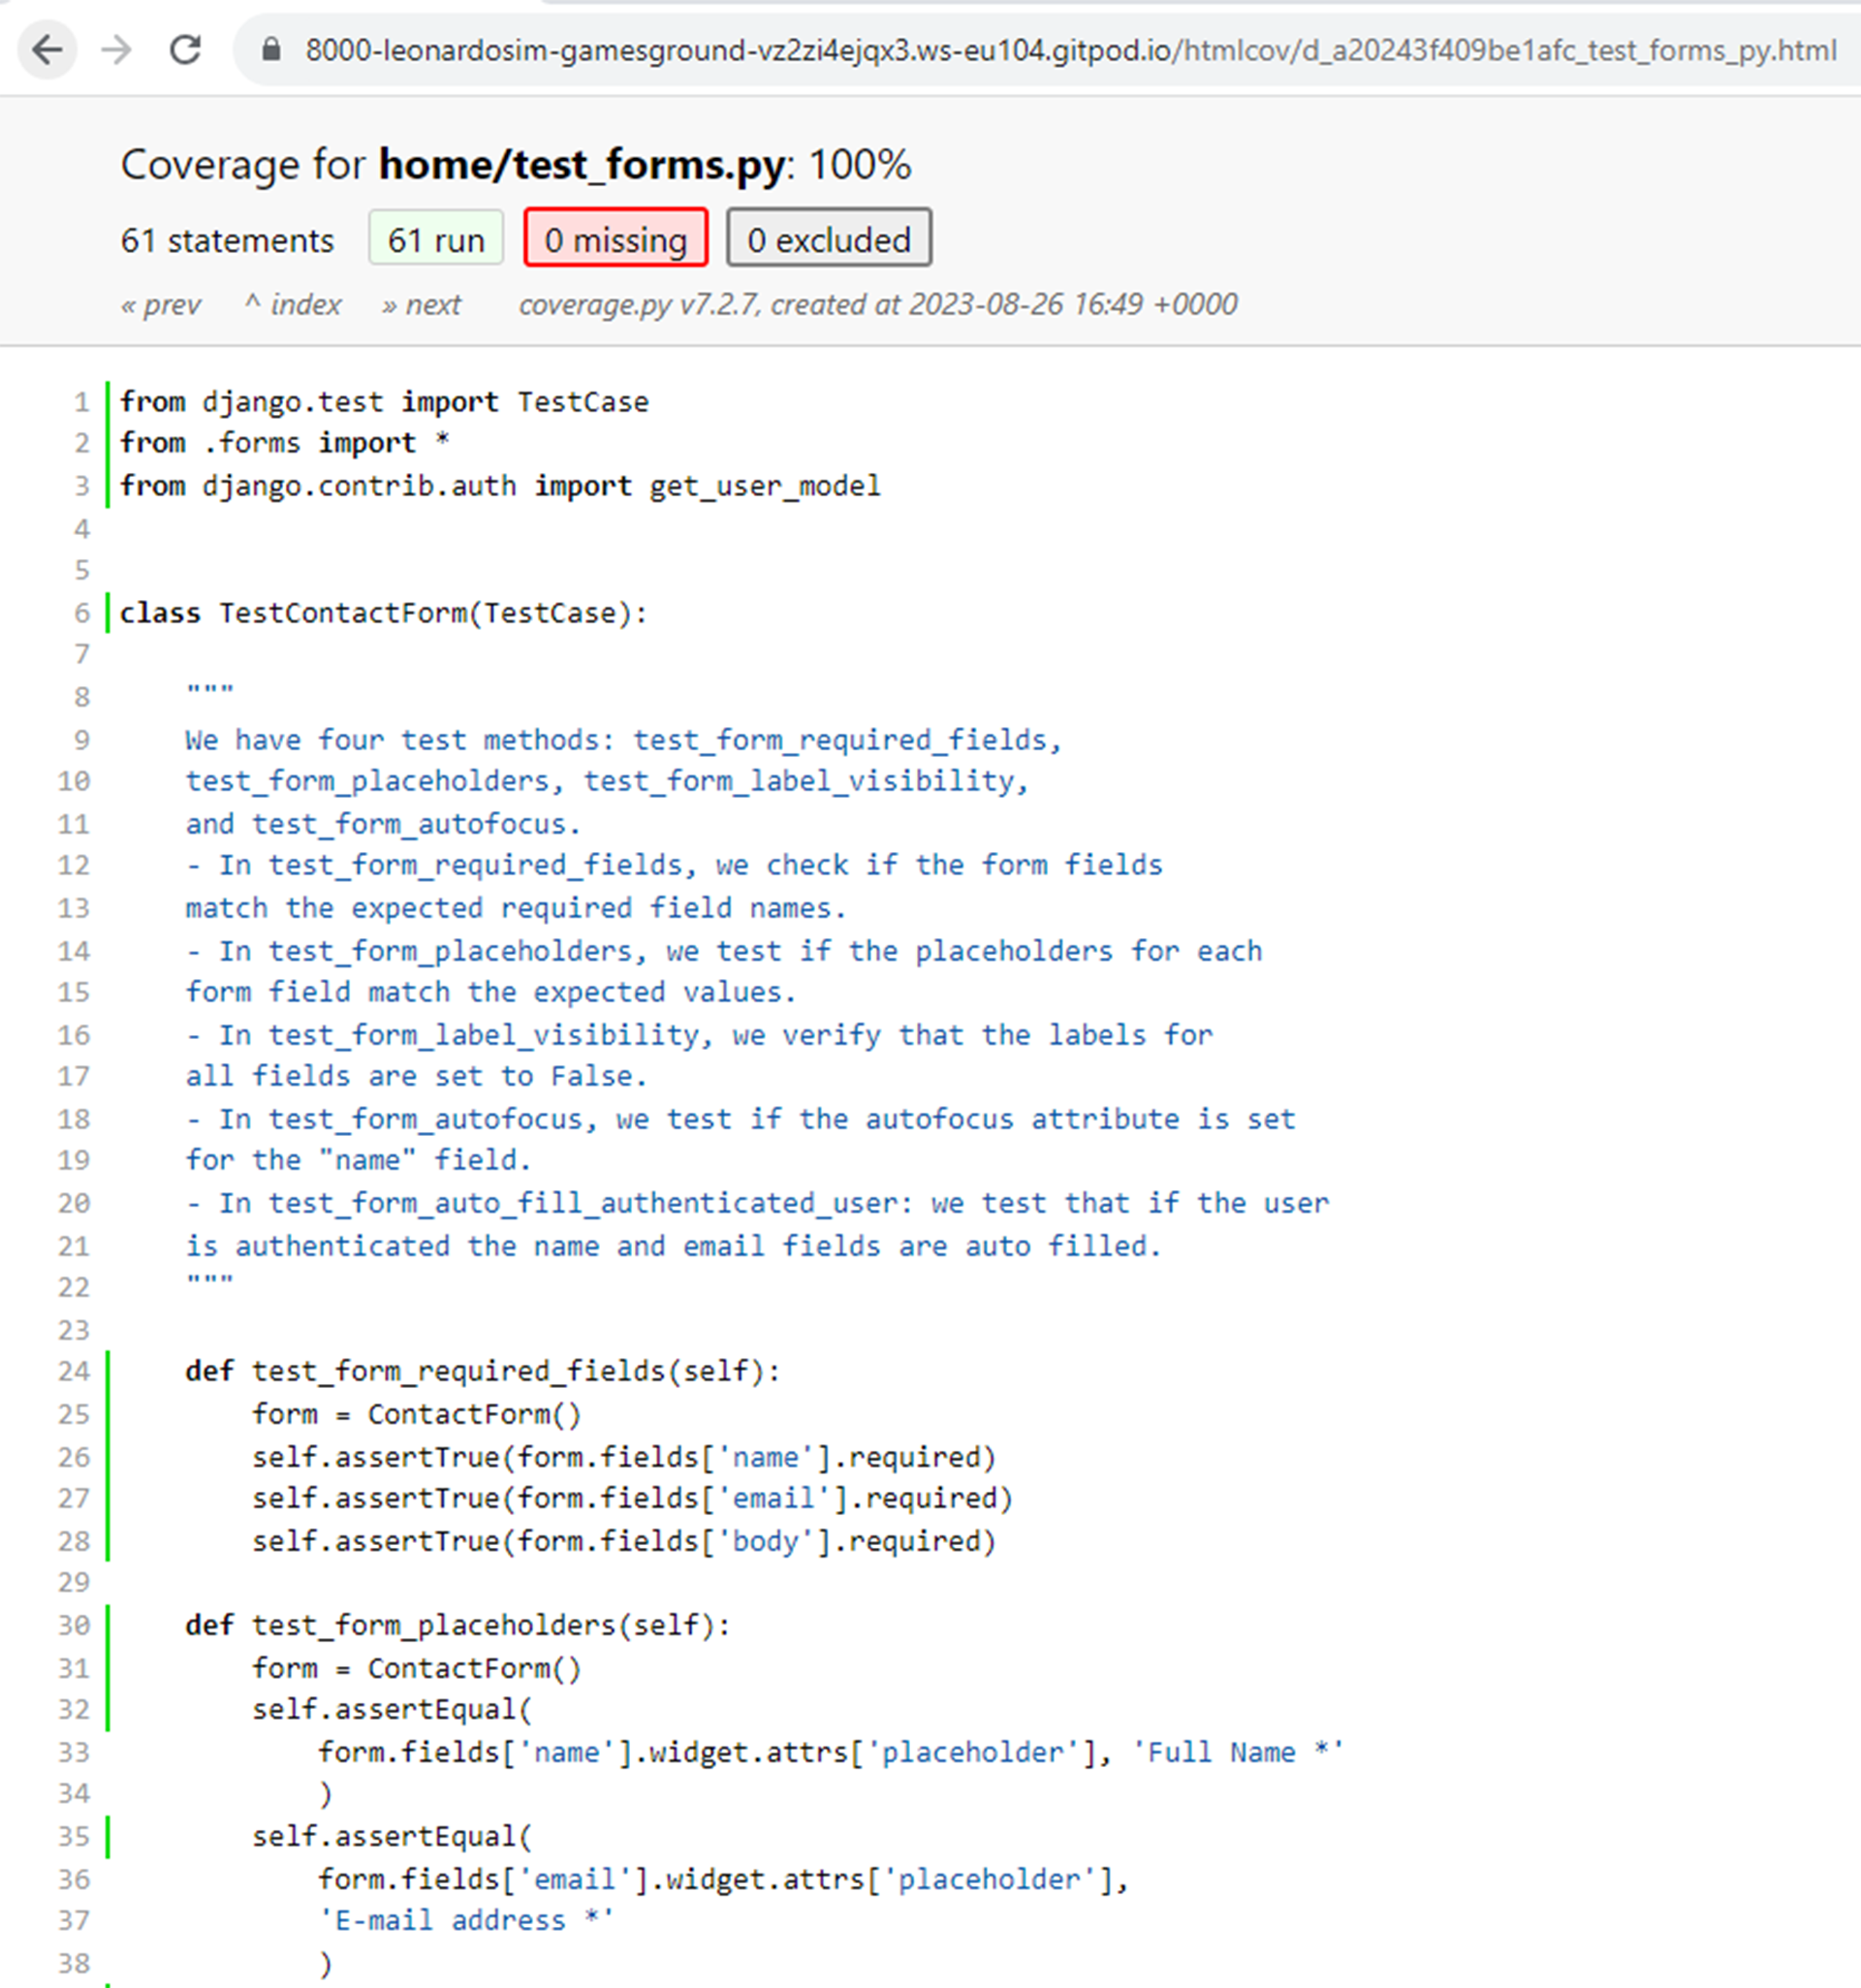 8000-leonardosim-gamesground-vz2zi4ejqx3.ws-eu104.gitpod.io/htmlcov/d_a20243f409be1afc_test_forms_py.html
Coverage for home/test_forms.py: 100%
61 statements 61 run 0 missing 0 excluded
« prev ^ index » next coverage.py v7.2.7, created at 2023-08-26 16:49 +0000
1 from django.test import TestCase
2 from .forms import *
3 from django.contrib.auth import get_user_model
4
5
6 class TestContactForm(TestCase):
7
8 """
9 We have four test methods: test_form_required_fields,
10 test_form_placeholders, test_form_label_visibility,
11 and test_form_autofocus.
12 - In test_form_required_fields, we check if the form fields
13 match the expected required field names.
14 - In test_form_placeholders, we test if the placeholders for each
15 form field match the expected values.
16 - In test_form_label_visibility, we verify that the labels for
17 all fields are set to False.
18 - In test_form_autofocus, we test if the autofocus attribute is set
19 for the "name" field.
20 - In test_form_auto_fill_authenticated_user: we test that if the user
21 is authenticated the name and email fields are auto filled.
22 """
23
24 def test_form_required_fields(self):
25 form = ContactForm()
26 self.assertTrue(form.fields['name'].required)
27 self.assertTrue(form.fields['email'].required)
28 self.assertTrue(form.fields['body'].required)
29
30 def test_form_placeholders(self):
31 form = ContactForm()
32 self.assertEqual(
33 form.fields['name'].widget.attrs['placeholder'], 'Full Name *'
34 )
35 self.assertEqual(
36 form.fields['email'].widget.attrs['placeholder'],
37 'E-mail address *'
38 )